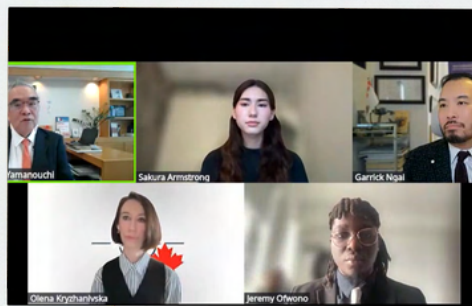 Yamanouchi
Sakura Armstrong
Garrick Ngai
Olena Kryzhanivska
Jeremy Ofwono